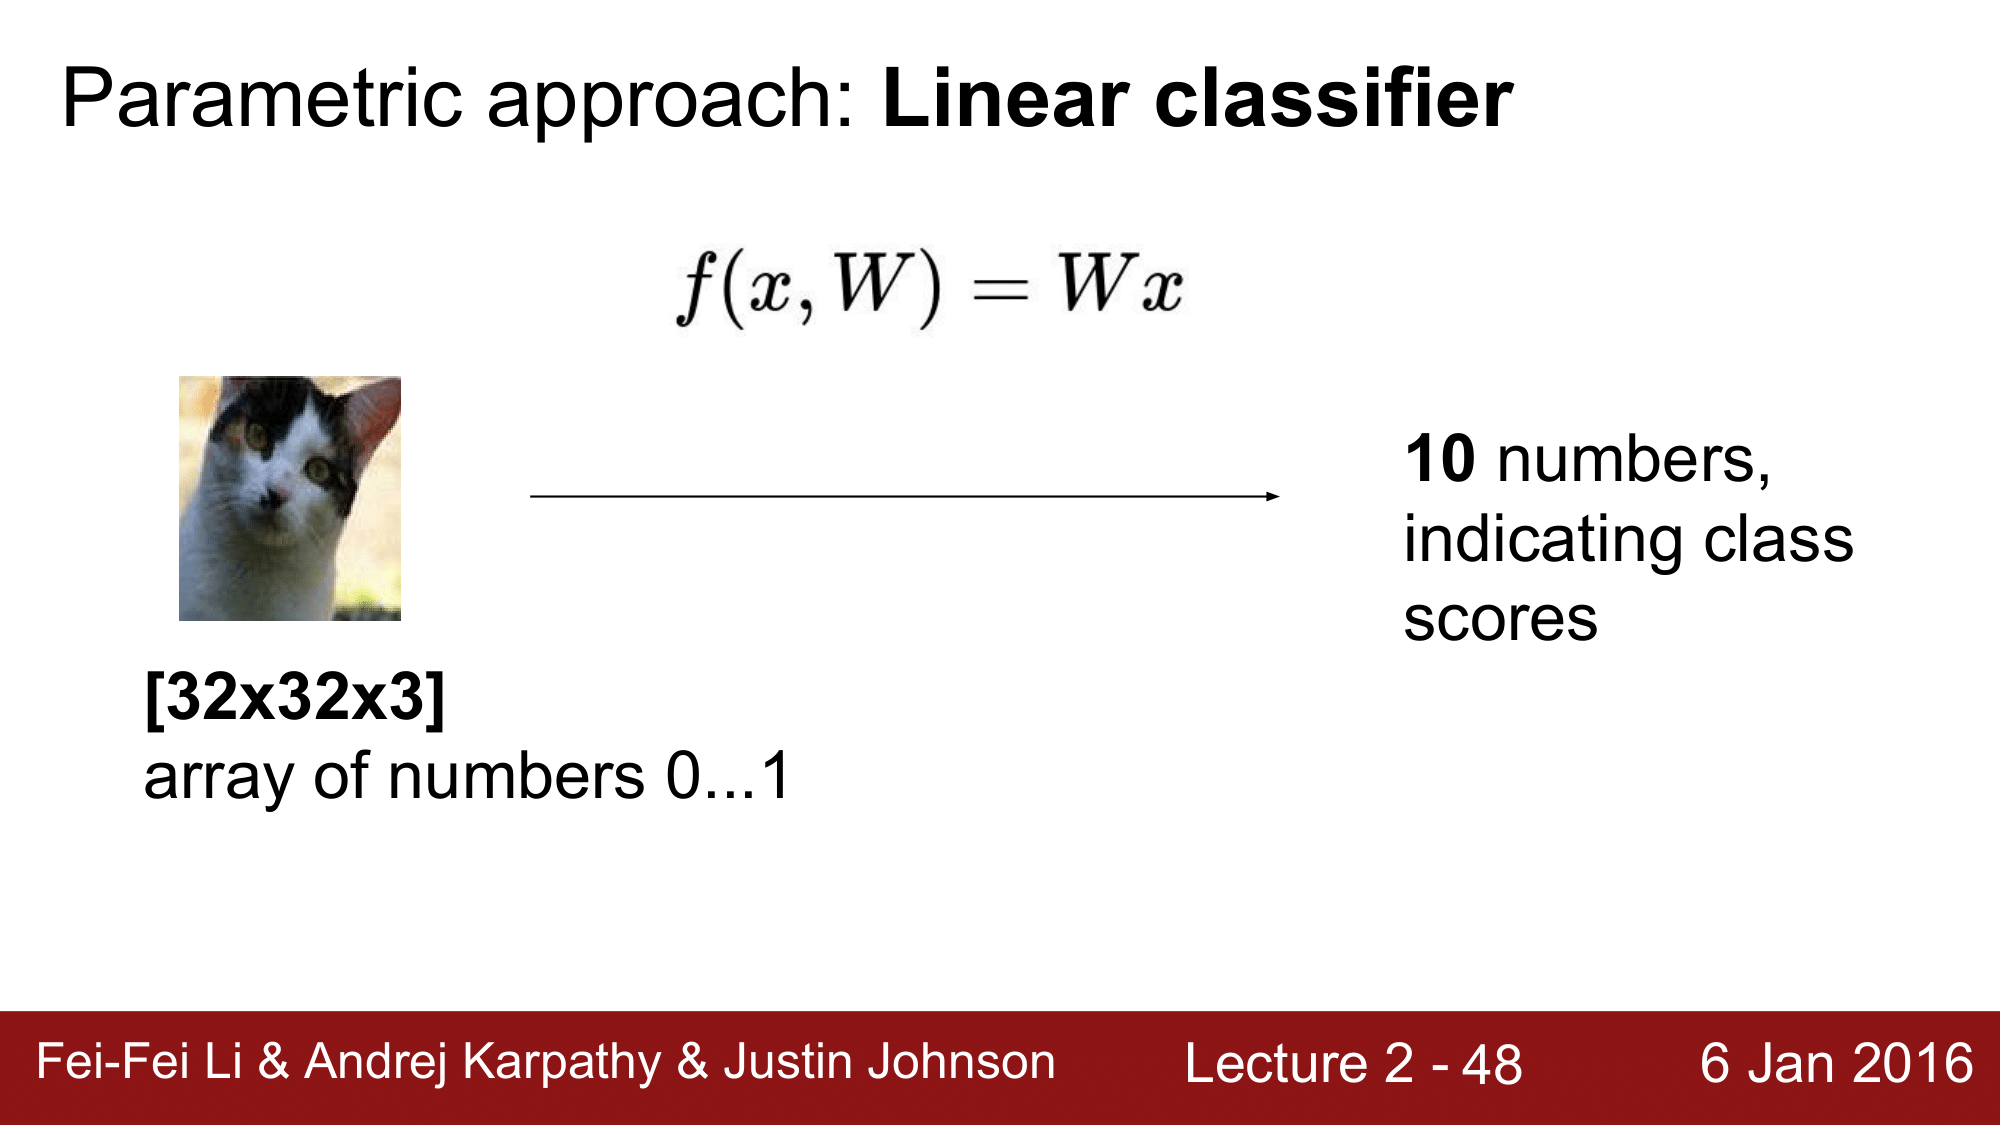 Parametric approach: Linear classifier
f(x, W) = Wx
10 numbers,
indicating class
scores
[32x32x3]
array of numbers 0...1
Fei-Fei Li & Andrej Karpathy & Justin Johnson
Lecture 2 - 48
6 Jan 2016